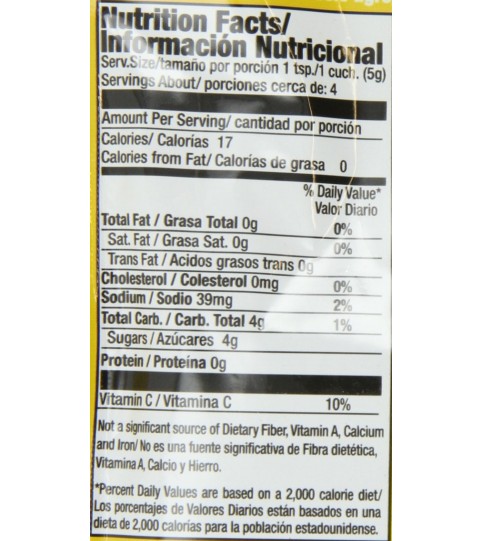 Nutrition Facts/
Información Nutricional
Serv.Size/tamaño por porción 1 tsp./1 cuch. (5g)
Servings About/ porciones cerca de: 4
Amount Per Serving/ cantidad por porción
Calories/ Calorías 17
Calories from Fat/ Calorías de grasa 0
% Daily Value*
Valor Diario
Total Fat / Grasa Total 0g 0%
Sat. Fat / Grasa Sat. 0g 0%
Trans Fat / Acidos grasos trans 0g
Cholesterol / Colesterol 0mg 0%
Sodium / Sodio 39mg 2%
Total Carb. / Carb. Total 4g 1%
Sugars / Azúcares 4g
Protein / Proteína 0g
Vitamin C / Vitamina C 10%
Not a significant source of Dietary Fiber, Vitamin A, Calcium
and Iron/ No es una fuente significativa de Fibra dietética,
Vitamina A, Calcio y Hierro.
*Percent Daily Values are based on a 2,000 calorie diet/
Los porcentajes de Valores Diarios están basados en una
dieta de 2,000 calorías para la población estadounidense.